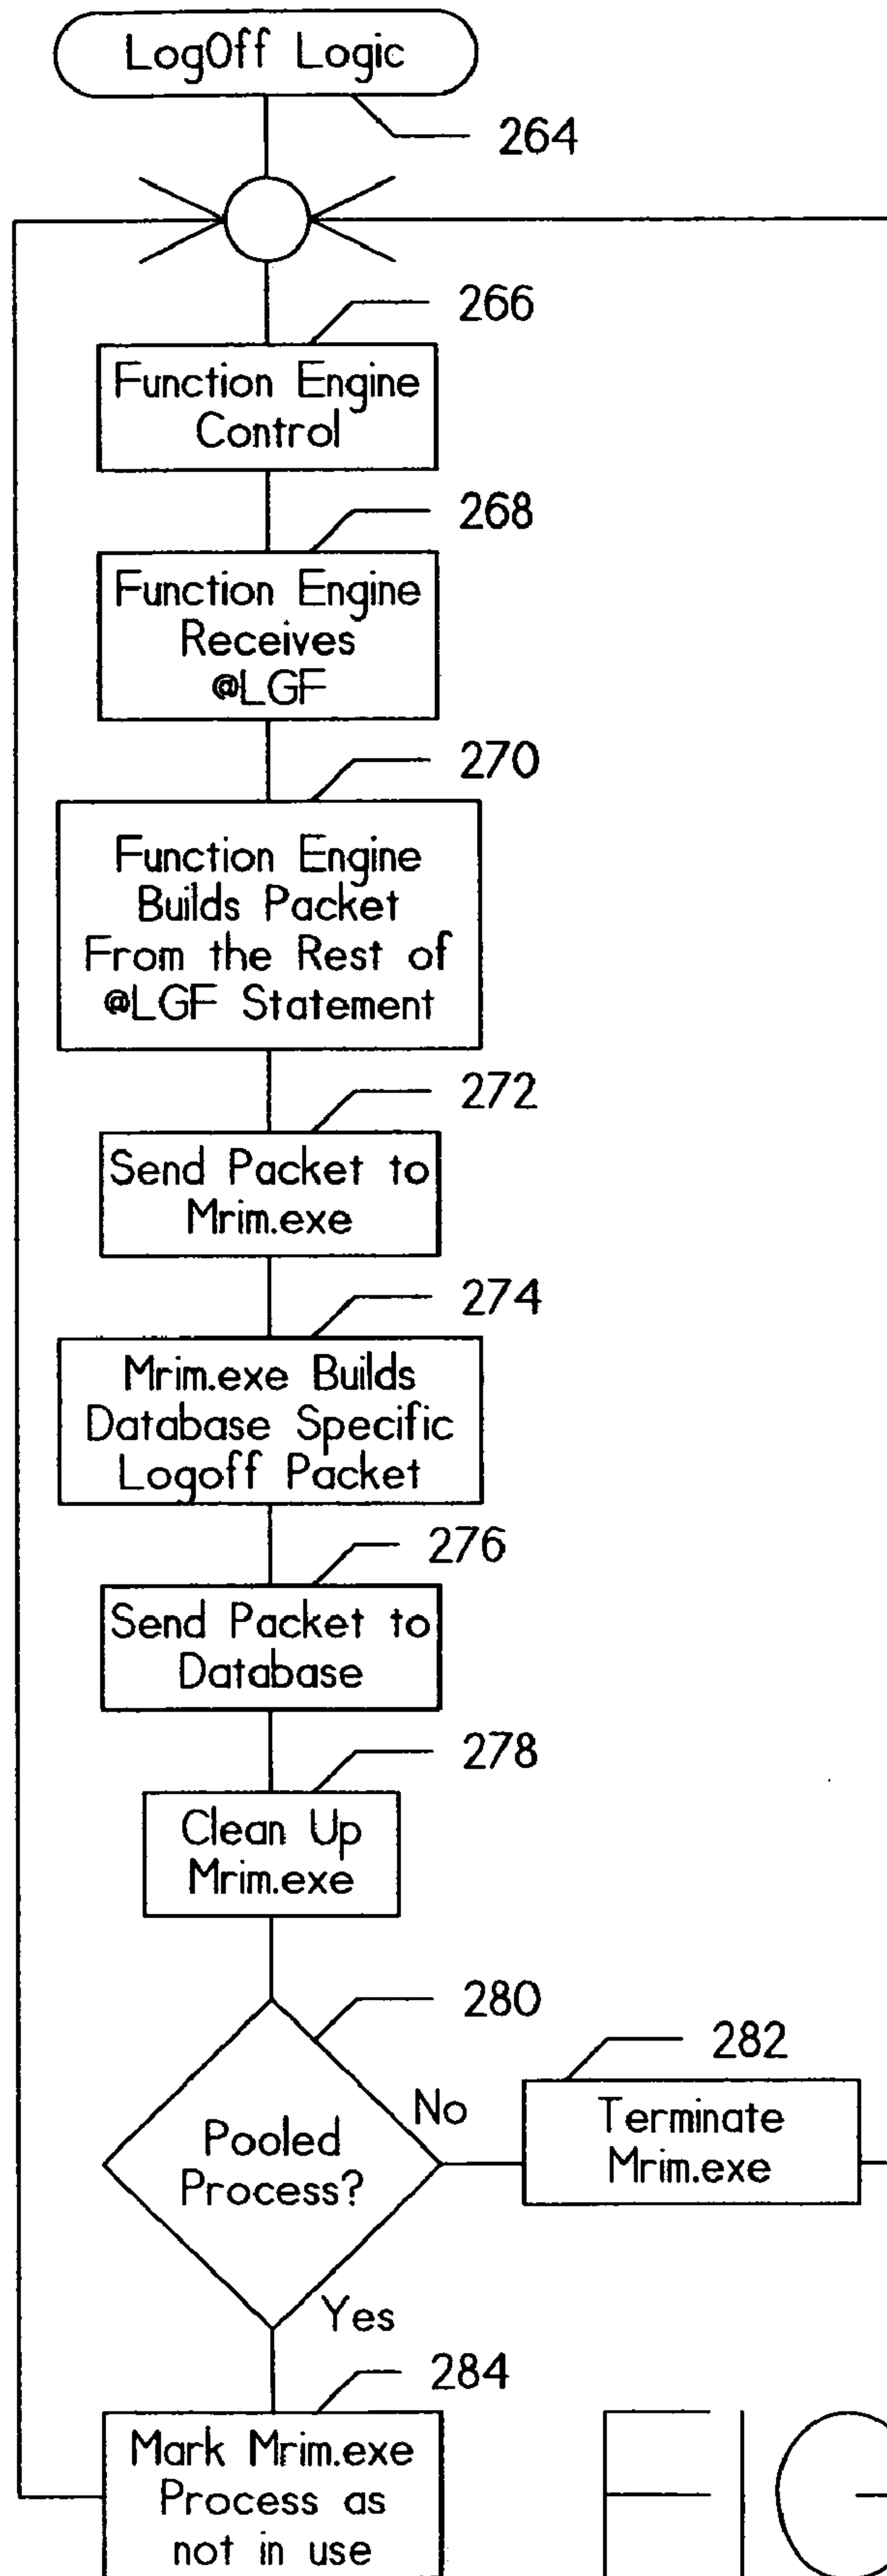 LogOff Logic
264
266
Function Engine
Control
268
Function Engine
Receives
@LGF
270
Function Engine
Builds Packet
From the Rest of
@LGF Statement
272
Send Packet to
Mrim.exe
274
Mrim.exe Builds
Database Specific
Logoff Packet
276
Send Packet to
Database
278
Clean Up
Mrim.exe
280
Pooled
Process?
No
282
Terminate
Mrim.exe
Yes
284
Mark Mrim.exe
Process as
not in use